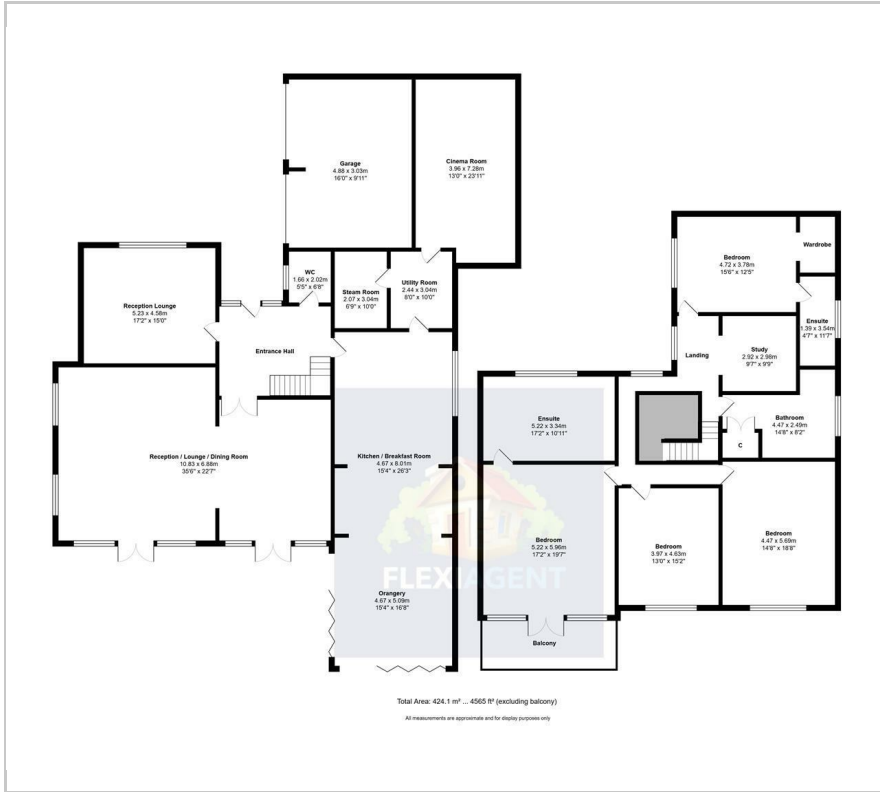 Garage
4.88 x 3.03m
16'0" x 9'11"
Cinema Room
3.96 x 7.28m
13'0" x 23'11"
WC
1.66 x 2.02m
5'5" x 6'8"
Steam Room
2.07 x 3.04m
6'9" x 10'0"
Utility Room
2.44 x 3.04m
8'0" x 10'0"
Reception Lounge
5.23 x 4.58m
17'2" x 15'0"
Entrance Hall
Reception / Lounge / Dining Room
10.83 x 6.88m
35'6" x 22'7"
Kitchen / Breakfast Room
4.67 x 8.01m
15'4" x 26'3"
Orangery
4.67 x 5.09m
15'4" x 16'8"
Bedroom
4.72 x 3.78m
15'6" x 12'5"
Wardrobe
Ensuite
1.39 x 3.54m
4'7" x 11'7"
Landing
Study
2.92 x 2.98m
9'7" x 9'9"
Bathroom
4.47 x 2.49m
14'8" x 8'2"
C
Ensuite
5.22 x 3.34m
17'2" x 10'11"
Bedroom
5.22 x 5.96m
17'2" x 19'7"
Bedroom
3.97 x 4.63m
13'0" x 15'2"
Bedroom
4.47 x 5.69m
14'8" x 18'8"
Balcony
FLEXIAGENT
Total Area: 424.1 m² ... 4565 ft² (excluding balcony)
All measurements are approximate and for display purposes only